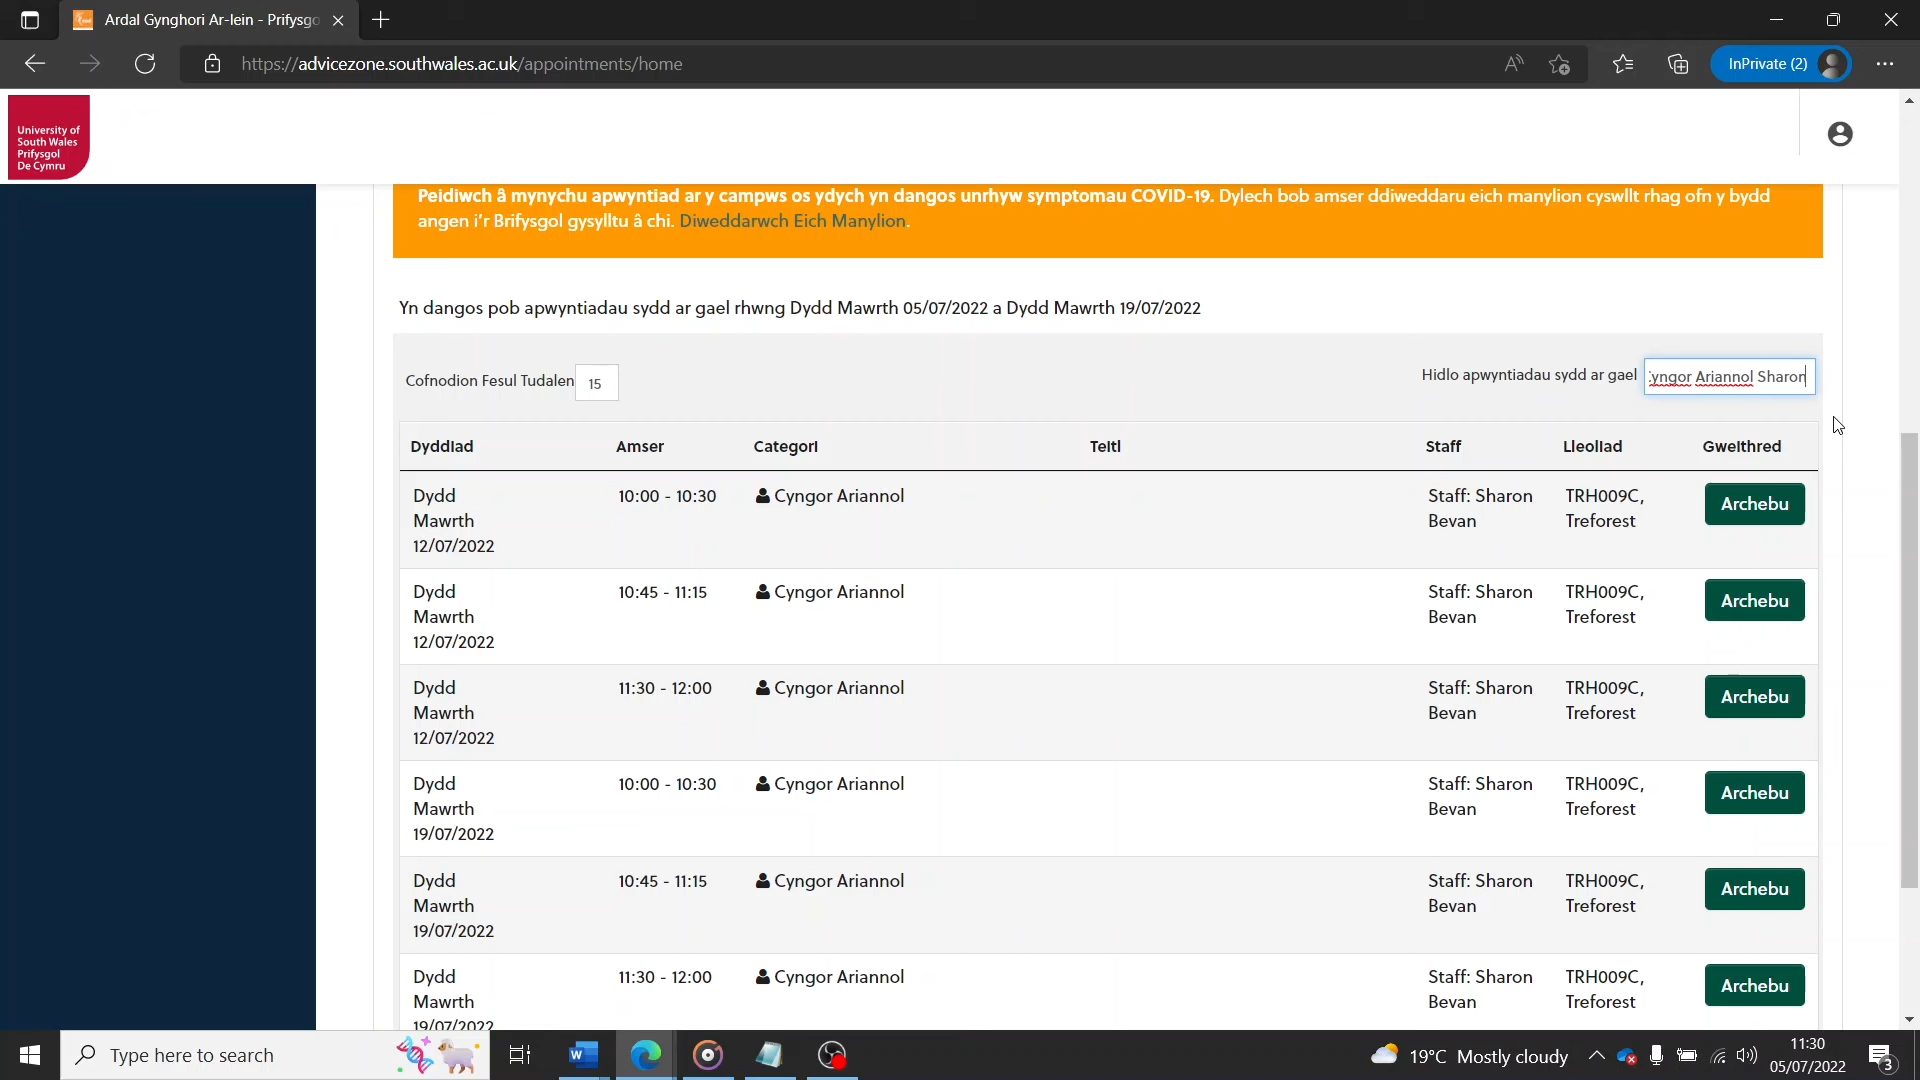 Ardal Gynghori Ar-lein - Prifysgo
https://advicezone.southwales.ac.uk/appointments/home
InPrivate (2)
University of
South Wales
Prifysgol
De Cymru
Peidiwch â mynychu apwyntiad ar y campws os ydych yn dangos unrhyw symptomau COVID-19. Dylech bob amser ddiweddaru eich manylion cyswllt rhag ofn y bydd
angen i'r Brifysgol gysylltu â chi. Diweddarwch Eich Manylion.
Yn dangos pob apwyntiadau sydd ar gael rhwng Dydd Mawrth 05/07/2022 a Dydd Mawrth 19/07/2022
Cofnodion Fesul Tudalen 15
Hidlo apwyntiadau sydd ar gael yngor Ariannol Sharon
Dyddiad Amser Categori Teitl Staff Lleoliad Gweithred
Dydd 10:00 - 10:30 Cyngor Ariannol Staff: Sharon TRH009C, Archebu
Mawrth Bevan Treforest
12/07/2022
Dydd 10:45 - 11:15 Cyngor Ariannol Staff: Sharon TRH009C, Archebu
Mawrth Bevan Treforest
12/07/2022
Dydd 11:30 - 12:00 Cyngor Ariannol Staff: Sharon TRH009C, Archebu
Mawrth Bevan Treforest
12/07/2022
Dydd 10:00 - 10:30 Cyngor Ariannol Staff: Sharon TRH009C, Archebu
Mawrth Bevan Treforest
19/07/2022
Dydd 10:45 - 11:15 Cyngor Ariannol Staff: Sharon TRH009C, Archebu
Mawrth Bevan Treforest
19/07/2022
Dydd 11:30 - 12:00 Cyngor Ariannol Staff: Sharon TRH009C, Archebu
Mawrth Bevan Treforest
19/07/2022
Type here to search
19°C Mostly cloudy
11:30
05/07/2022
3